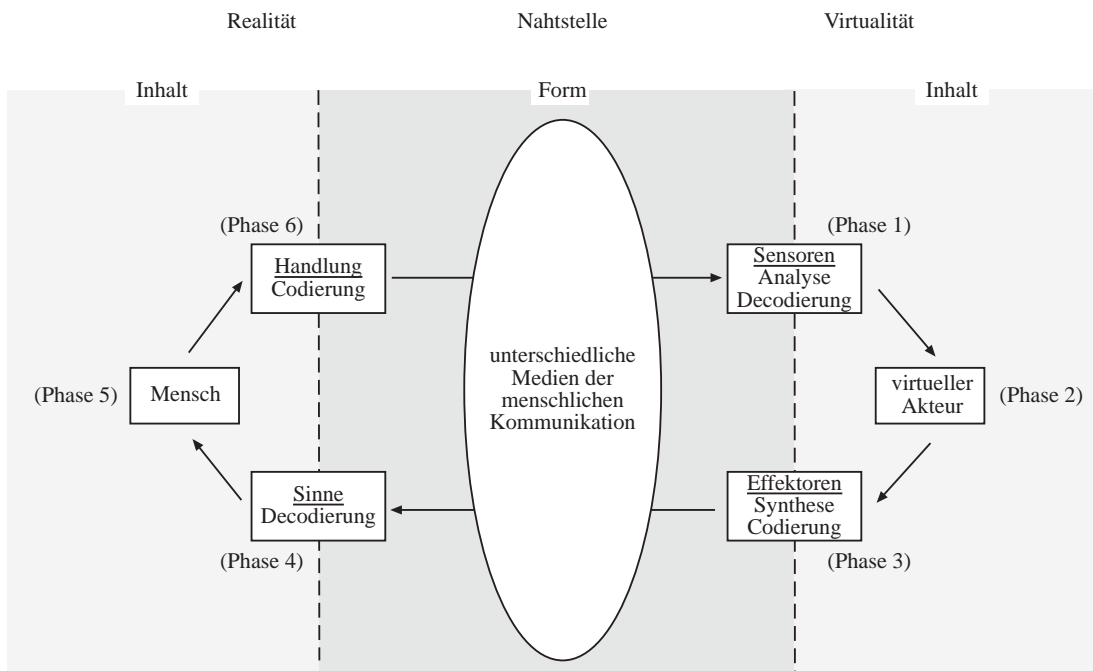 Realität
Nahtstelle
Virtualität
Inhalt
Form
Inhalt
(Phase 6)
Handlung
Codierung
(Phase 1)
Sensoren
Analyse
Decodierung
(Phase 5)
Mensch
unterschiedliche
Medien der
menschlichen
Kommunikation
virtueller
Akteur
(Phase 2)
Sinne
Decodierung
(Phase 4)
Effektoren
Synthese
Codierung
(Phase 3)